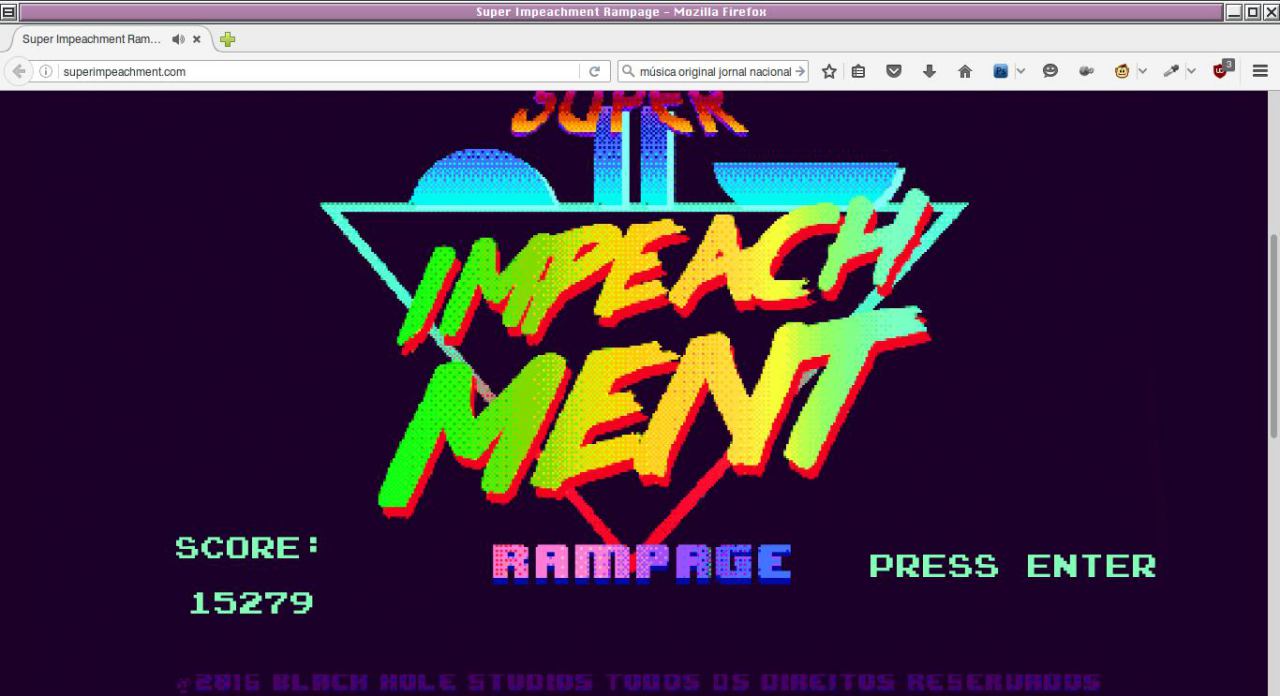 Super Impeachment Rampage - Mozilla Firefox
Super Impeachment Ram...
superimpeachment.com
música original jornal nacional
Ps
3
SUPER
IMPEACH
MENT
RAMPAGE
SCORE:
15279
PRESS ENTER
@2016 BLACK HOLE STUDIOS TODOS OS DIREITOS RESERVADOS